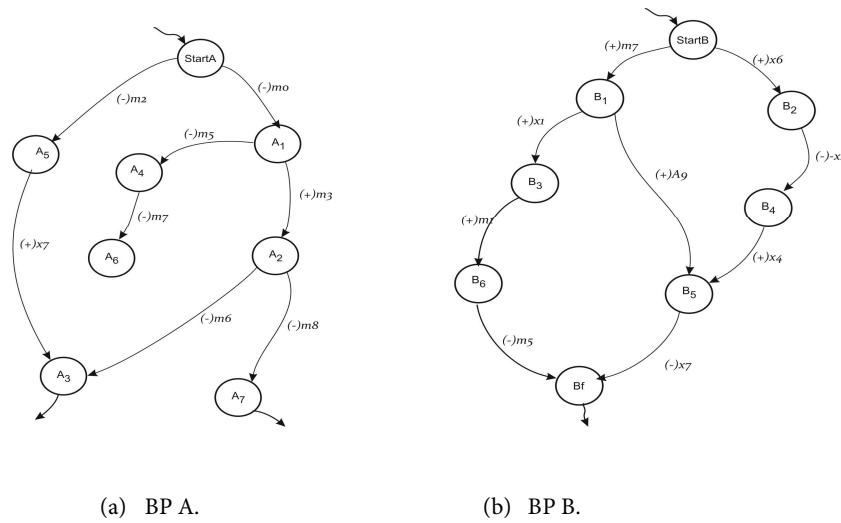 StartA
(-)m2
(-)m0
A5
(-)m5
A1
A4
(+)m3
(-)m7
(+)x7
A6
A2
(-)m6
(-)m8
A3
A7
(a) BP A.
StartB
(+)m7
(+)x6
B1
B2
(+)x1
(+)A9
(-)-x
B3
B4
(+)m1
(+)x4
B6
B5
(-)m5
(-)x7
Bf
(b) BP B.